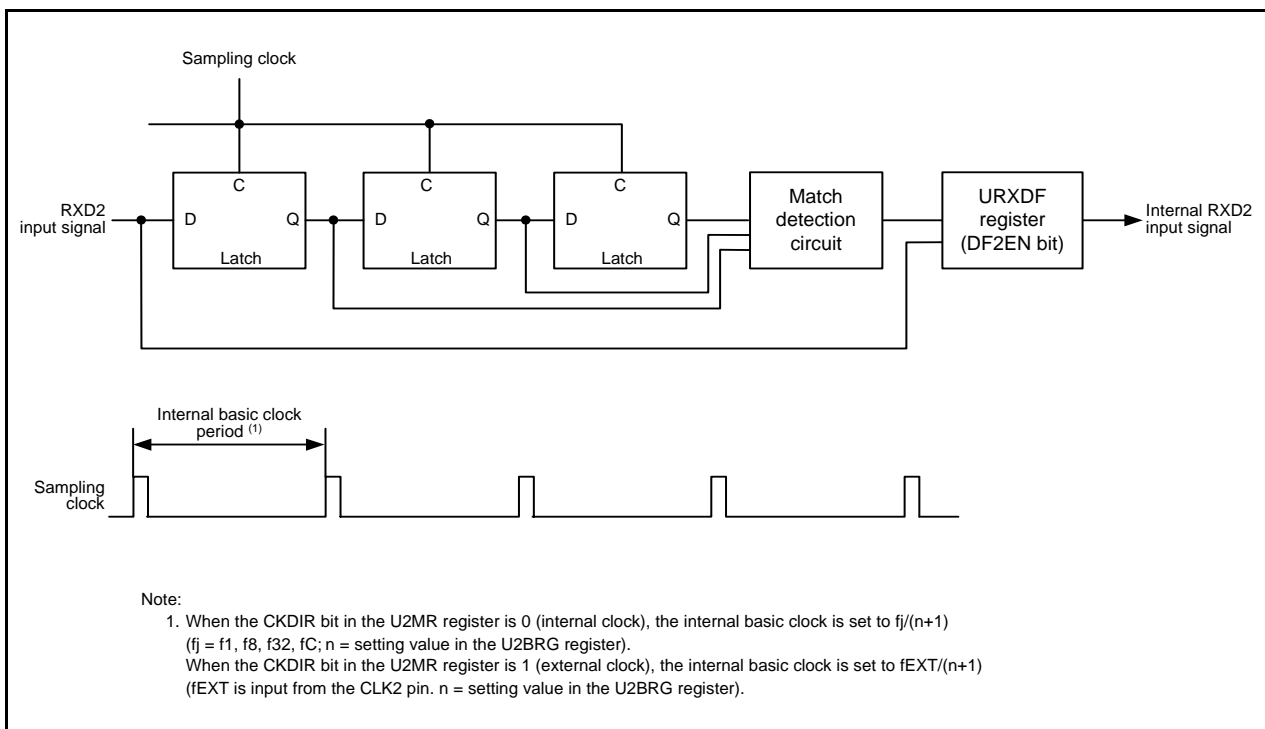 Sampling clock
C
C
C
RXD2
input signal
D
Q
D
Q
D
Q
Latch
Latch
Latch
Match
detection
circuit
URXDF
register
(DF2EN bit)
Internal RXD2
input signal
Internal basic clock
period (1)
Sampling
clock
Note:
1. When the CKDIR bit in the U2MR register is 0 (internal clock), the internal basic clock is set to fj/(n+1)
(fj = f1, f8, f32, fC; n = setting value in the U2BRG register).
When the CKDIR bit in the U2MR register is 1 (external clock), the internal basic clock is set to fEXT/(n+1)
(fEXT is input from the CLK2 pin. n = setting value in the U2BRG register).